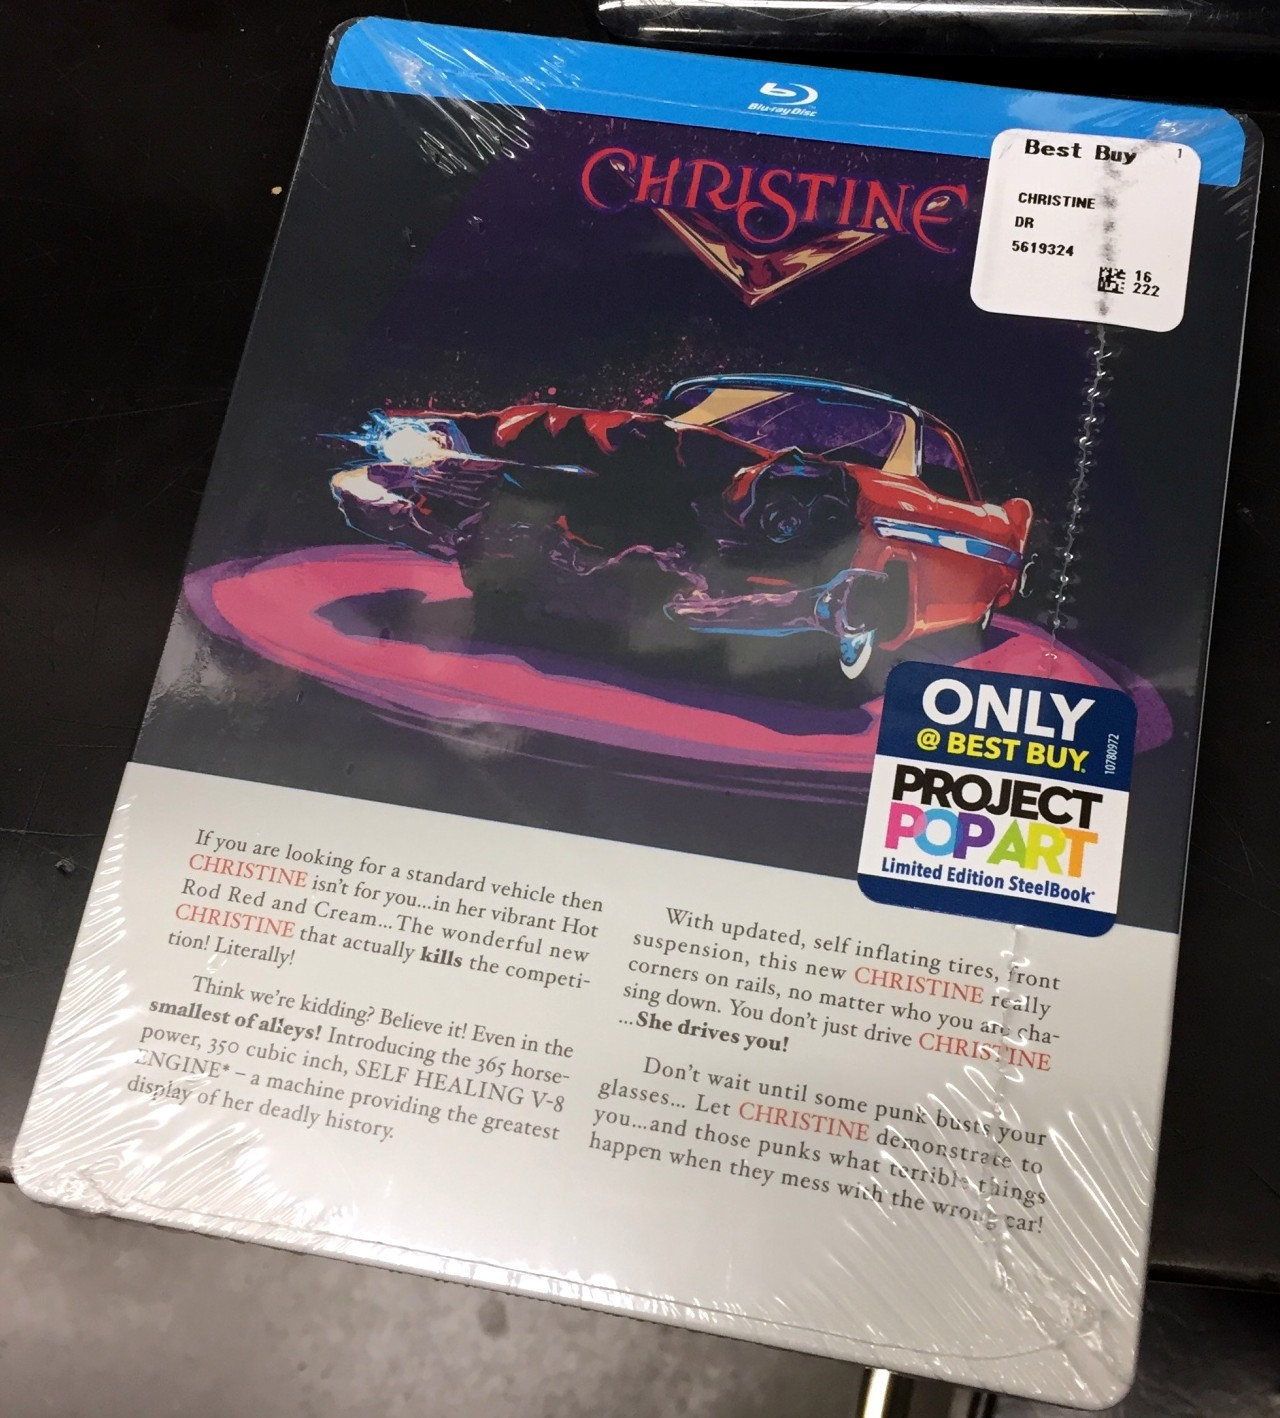 Blu-ray Disc
CHRISTINE
Best Buy 1
CHRISTINE
DR
5619324
16
222
ONLY
@ BEST BUY.
10780972
PROJECT
POP ART
Limited Edition SteelBook
If you are looking for a standard vehicle then
CHRISTINE isn't for you...in her vibrant Hot
Rod Red and Cream... The wonderful new
CHRISTINE that actually kills the competi-
tion! Literally!
Think we're kidding? Believe it! Even in the
smallest of alleys! Introducing the 365 horse-
power, 350 cubic inch, SELF HEALING V-8
ENGINE* – a machine providing the greatest
display of her deadly history.
With updated, self inflating tires, front
suspension, this new CHRISTINE really
corners on rails, no matter who you are cha-
sing down. You don't just drive CHRISTINE
...She drives you!
Don't wait until some punk busts your
glasses... Let CHRISTINE demonstrate to
you...and those punks what terrible things
happen when they mess with the wrong car!